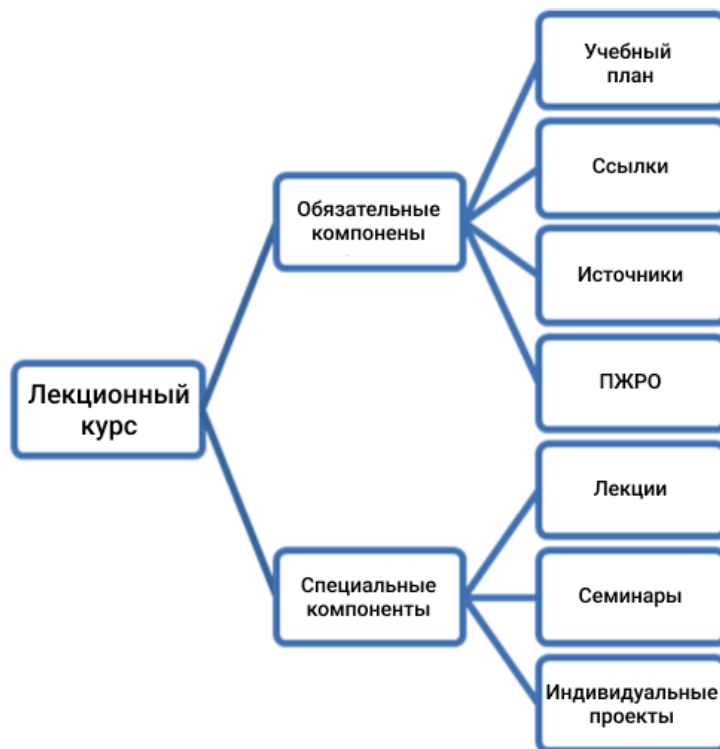 Учебный
план
Ссылки
Обязательные
компонены
Источники
ПЖРО
Лекционный
курс
Лекции
Специальные
компоненты
Семинары
Индивидуальные
проекты